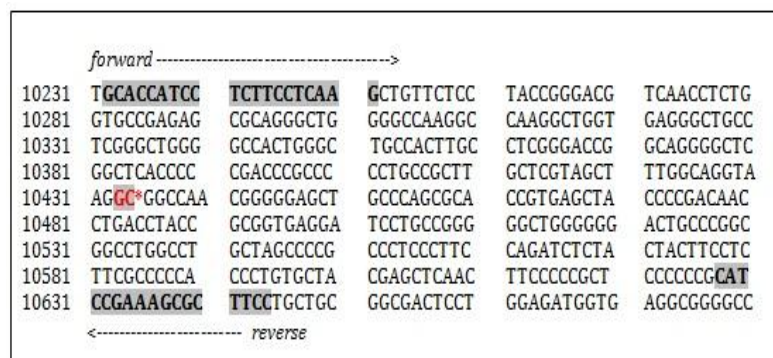 forward -------------------------------------->
10231 TGCACCATCC TCTTCCTCAA GCTGTTCTCC TACCGGGACG TCAACCTCTG
10281 GTGCCGAGAG CGCAGGGCTG GGGCCAAGGC CAAGGCTGGT GAGGGCTGCC
10331 TCGGGCTGGG GCCACTGGGC TGCCACTTGC CTCGGGACCG GCAGGGGCTC
10381 GGCTCACCCC CGACCCGCCC CCTGCCGCTT GCTCGTAGCT TTGGCAGGTA
10431 AGGC*GGCCAA CGGGGGAGCT GCCCAGCGCA CCGTGAGCTA CCCCGACAAC
10481 CTGACCTACC GCGGTGAGGA TCCTGCCGGG GGCTGGGGGG ACTGCCCGGC
10531 GGCCTGGCCT GCTAGCCCCG CCCTCCCTTC CAGATCTCTA CTACTTCCTC
10581 TTCGCCCCCA CCCTGTGCTA CGAGCTCAAC TTCCCCCGCT CCCCCCGCAT
10631 CCGAAAGCGC TTCCTGCTGC GGCGACTCCT GGAGATGGTG AGGCGGGGCC
<------------------------ reverse